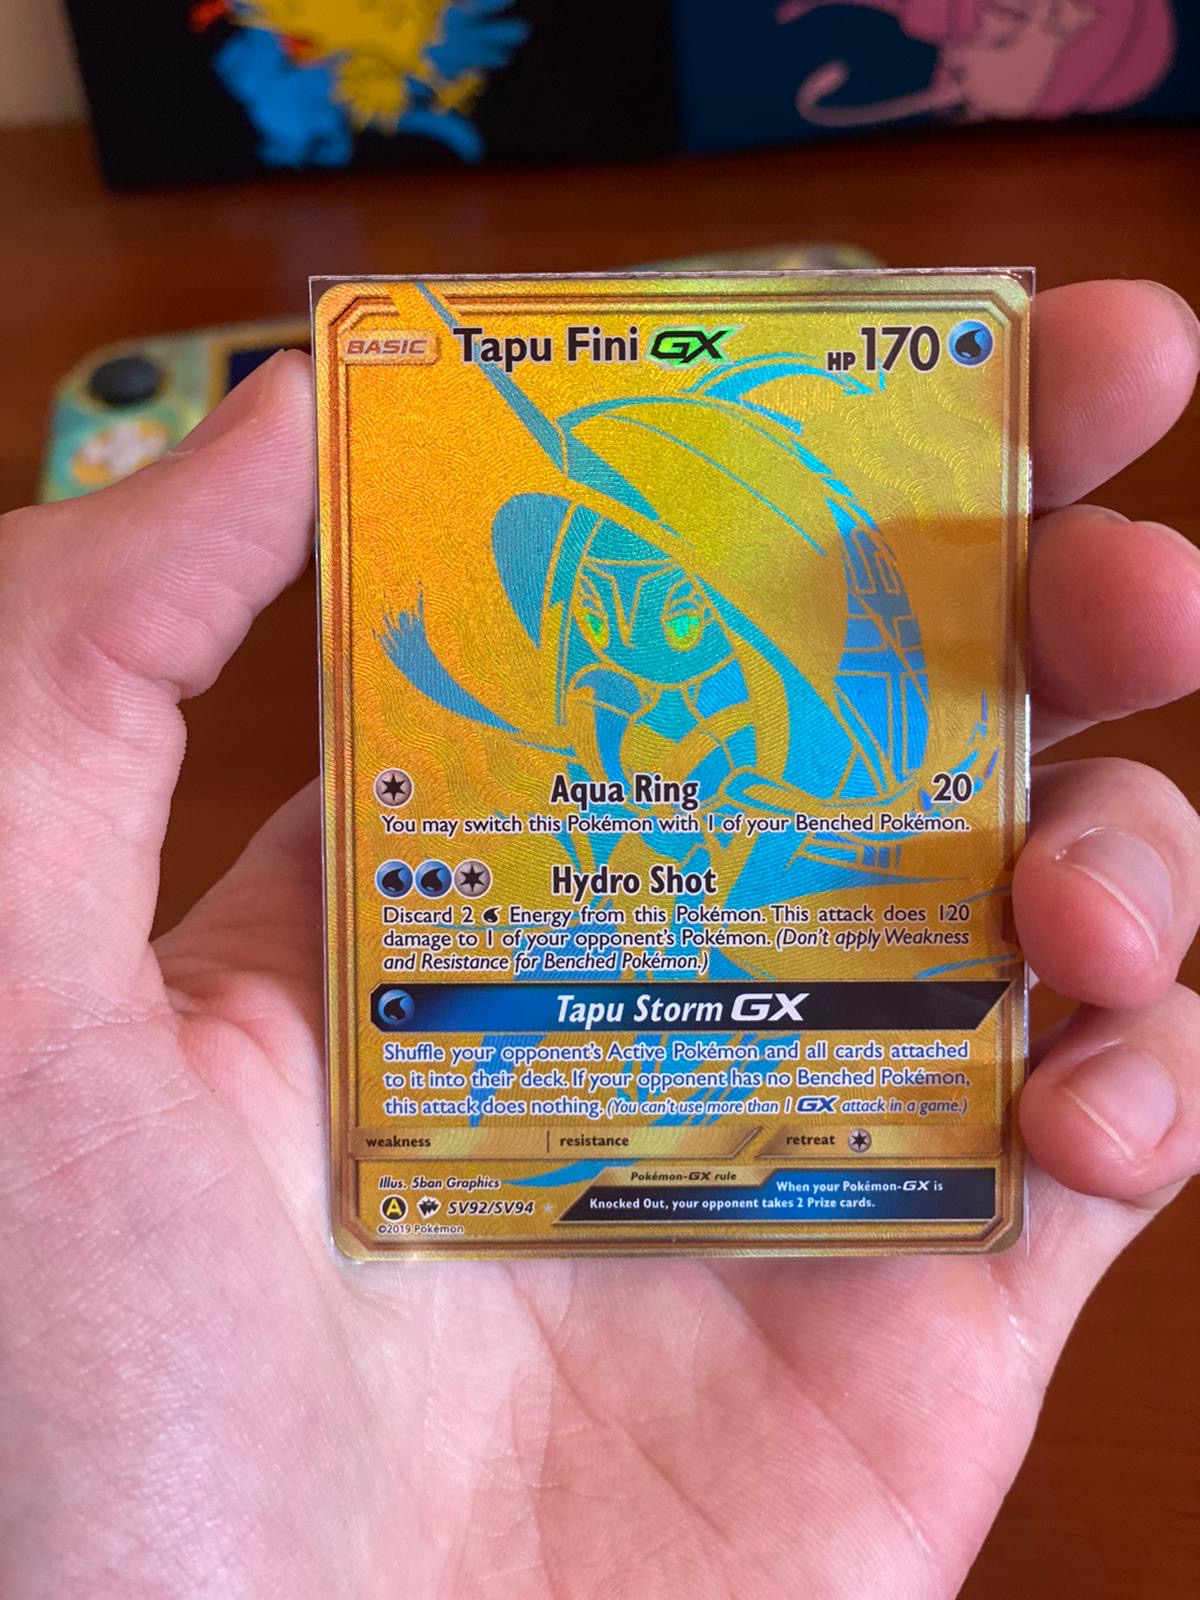 BASIC Tapu Fini GX HP 170
Aqua Ring 20
You may switch this Pokémon with 1 of your Benched Pokémon.
Hydro Shot
Discard 2 Energy from this Pokémon. This attack does 120
damage to 1 of your opponent's Pokémon. (Don't apply Weakness
and Resistance for Benched Pokémon.)
Tapu Storm GX
Shuffle your opponent's Active Pokémon and all cards attached
to it into their deck. If your opponent has no Benched Pokémon,
this attack does nothing. (You can't use more than 1 GX attack in a game.)
weakness resistance retreat
Illus. 5ban Graphics
A SV92/SV94
©2019 Pokémon
Pokémon-GX rule
When your Pokémon-GX is
Knocked Out, your opponent takes 2 Prize cards.